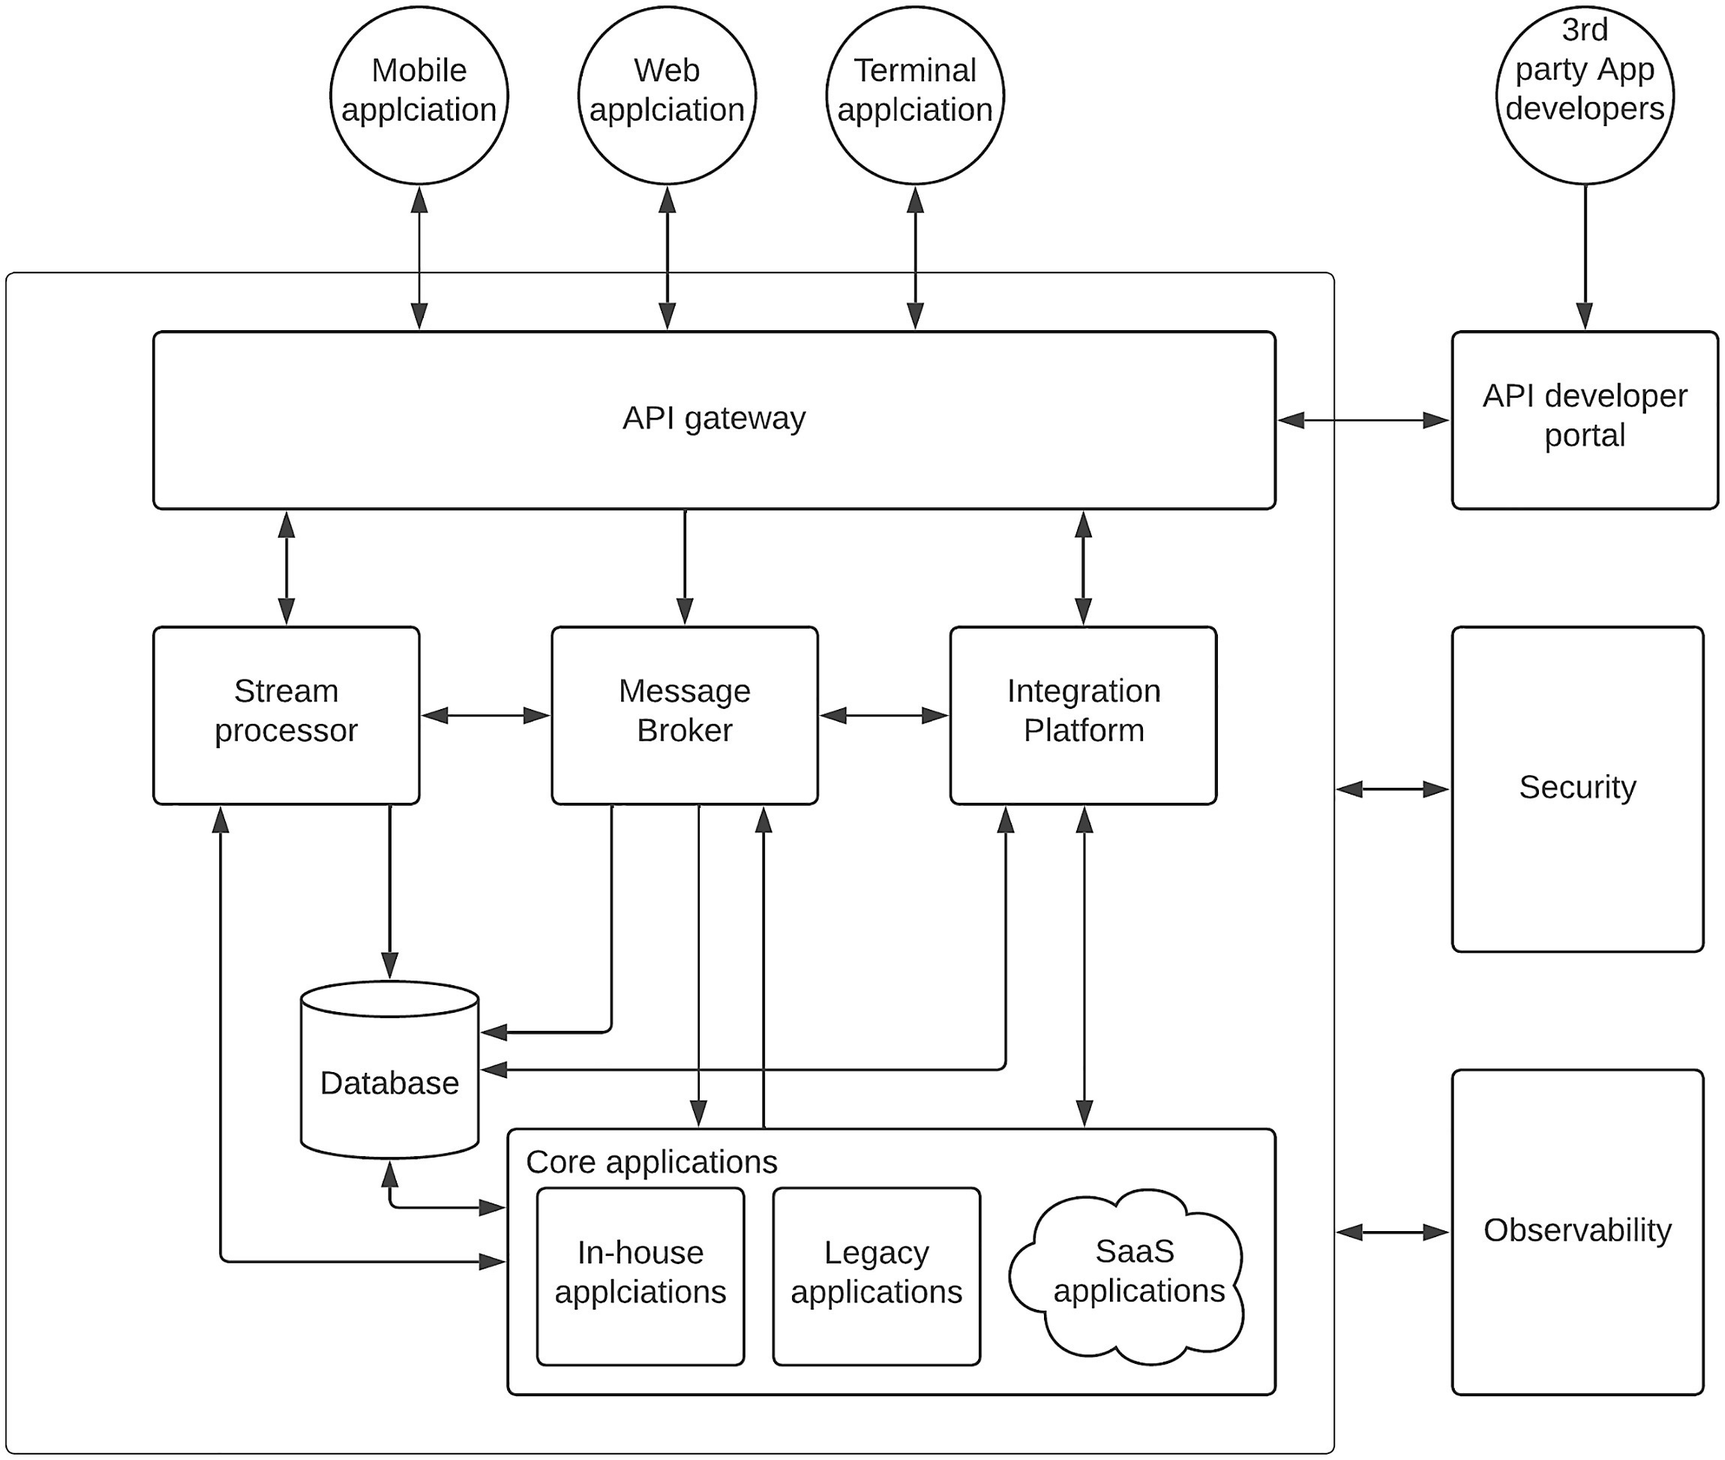 Mobile
applciation
Web
applciation
Terminal
applciation
3rd
party App
developers
API gateway
API developer
portal
Stream
processor
Message
Broker
Integration
Platform
Security
Database
Core applications
In-house
applciations
Legacy
applications
SaaS
applications
Observability